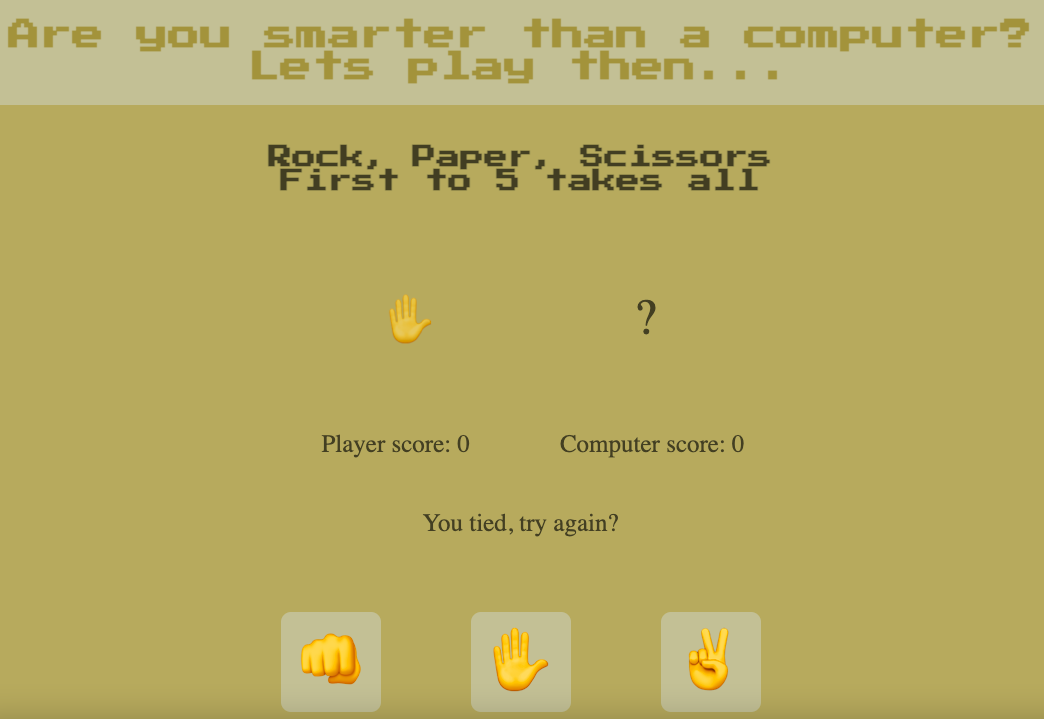 Are you smarter than a computer?
Lets play then...
Rock, Paper, Scissors
First to 5 takes all
?
Player score: 0
Computer score: 0
You tied, try again?